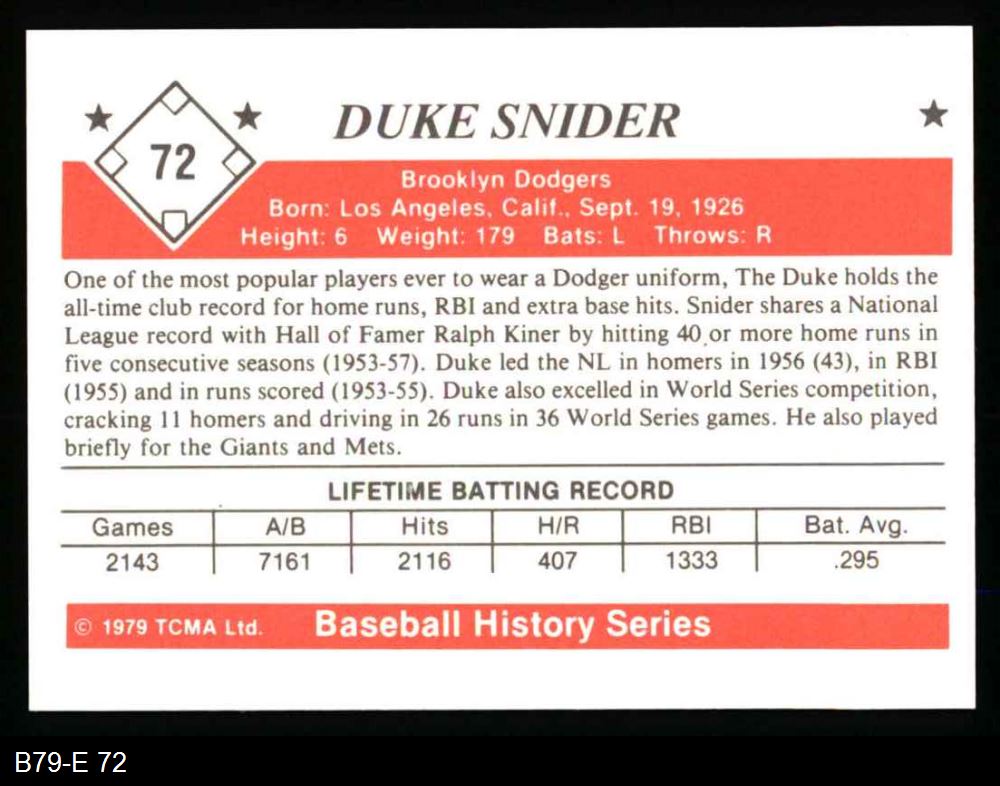 72
DUKE SNIDER
Brooklyn Dodgers
Born: Los Angeles, Calif., Sept. 19, 1926
Height: 6 Weight: 179 Bats: L Throws: R
One of the most popular players ever to wear a Dodger uniform, The Duke holds the
all-time club record for home runs, RBI and extra base hits. Snider shares a National
League record with Hall of Famer Ralph Kiner by hitting 40 or more home runs in
five consecutive seasons (1953-57). Duke led the NL in homers in 1956 (43), in RBI
(1955) and in runs scored (1953-55). Duke also excelled in World Series competition,
cracking 11 homers and driving in 26 runs in 36 World Series games. He also played
briefly for the Giants and Mets.
LIFETIME BATTING RECORD
Games A/B Hits H/R RBI Bat. Avg.
2143 7161 2116 407 1333 .295
© 1979 TCMA Ltd. Baseball History Series
B79-E 72